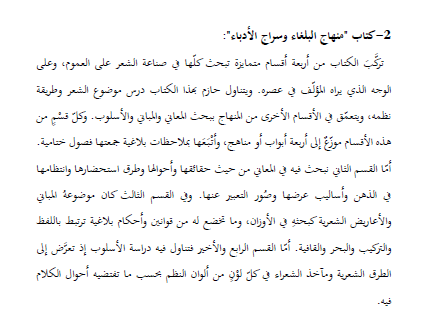 2–كتاب "منهاج البلغاء وسراج الأدباء":
تركَّبَ الكتاب من أربعة أقسام متمايزة تبحث كلّها في صناعة الشعر على العموم، وعلى
الوجه الذي يراه المؤلّف في عصره. ويتناول حازم بهذا الكتاب درس موضوع الشعر وطريقة
نظمه، ويتعمّق في الأقسام الأخرى من المنهاج ببحث المعاني والمباني والأسلوب. وكلّ قسْمٍ من
هذه الأقسام موزّعٌ إلى أربعة أبواب أو مناهج، وأتْبَعَها بملاحظات بلاغية جمعتها فصول ختامية.
أمّا القسم الثاني نبحث فيه في المعاني من حيث حقائقها وأحوالها وطرق استحضارها وانتظامها
في الذهن وأساليب عرضها وصُور التعبير عنها. وفي القسم الثالث كان موضوعهُ المباني
والأعاريض الشعرية كبحثهِ في الأوزان، وما تخضع له من قوانين وأحكام بلاغية ترتبط باللفظ
والتركيب والبحر والقافية. أمّا القسم الرابع والأخير فتناول فيه دراسة الأسلوب إذ تعرَّض إلى
الطرق الشعرية ومآخذ الشعراء في كلّ لوْنٍ من ألوان النظم بحسب ما تقتضيه أحوال الكلام
فيه.